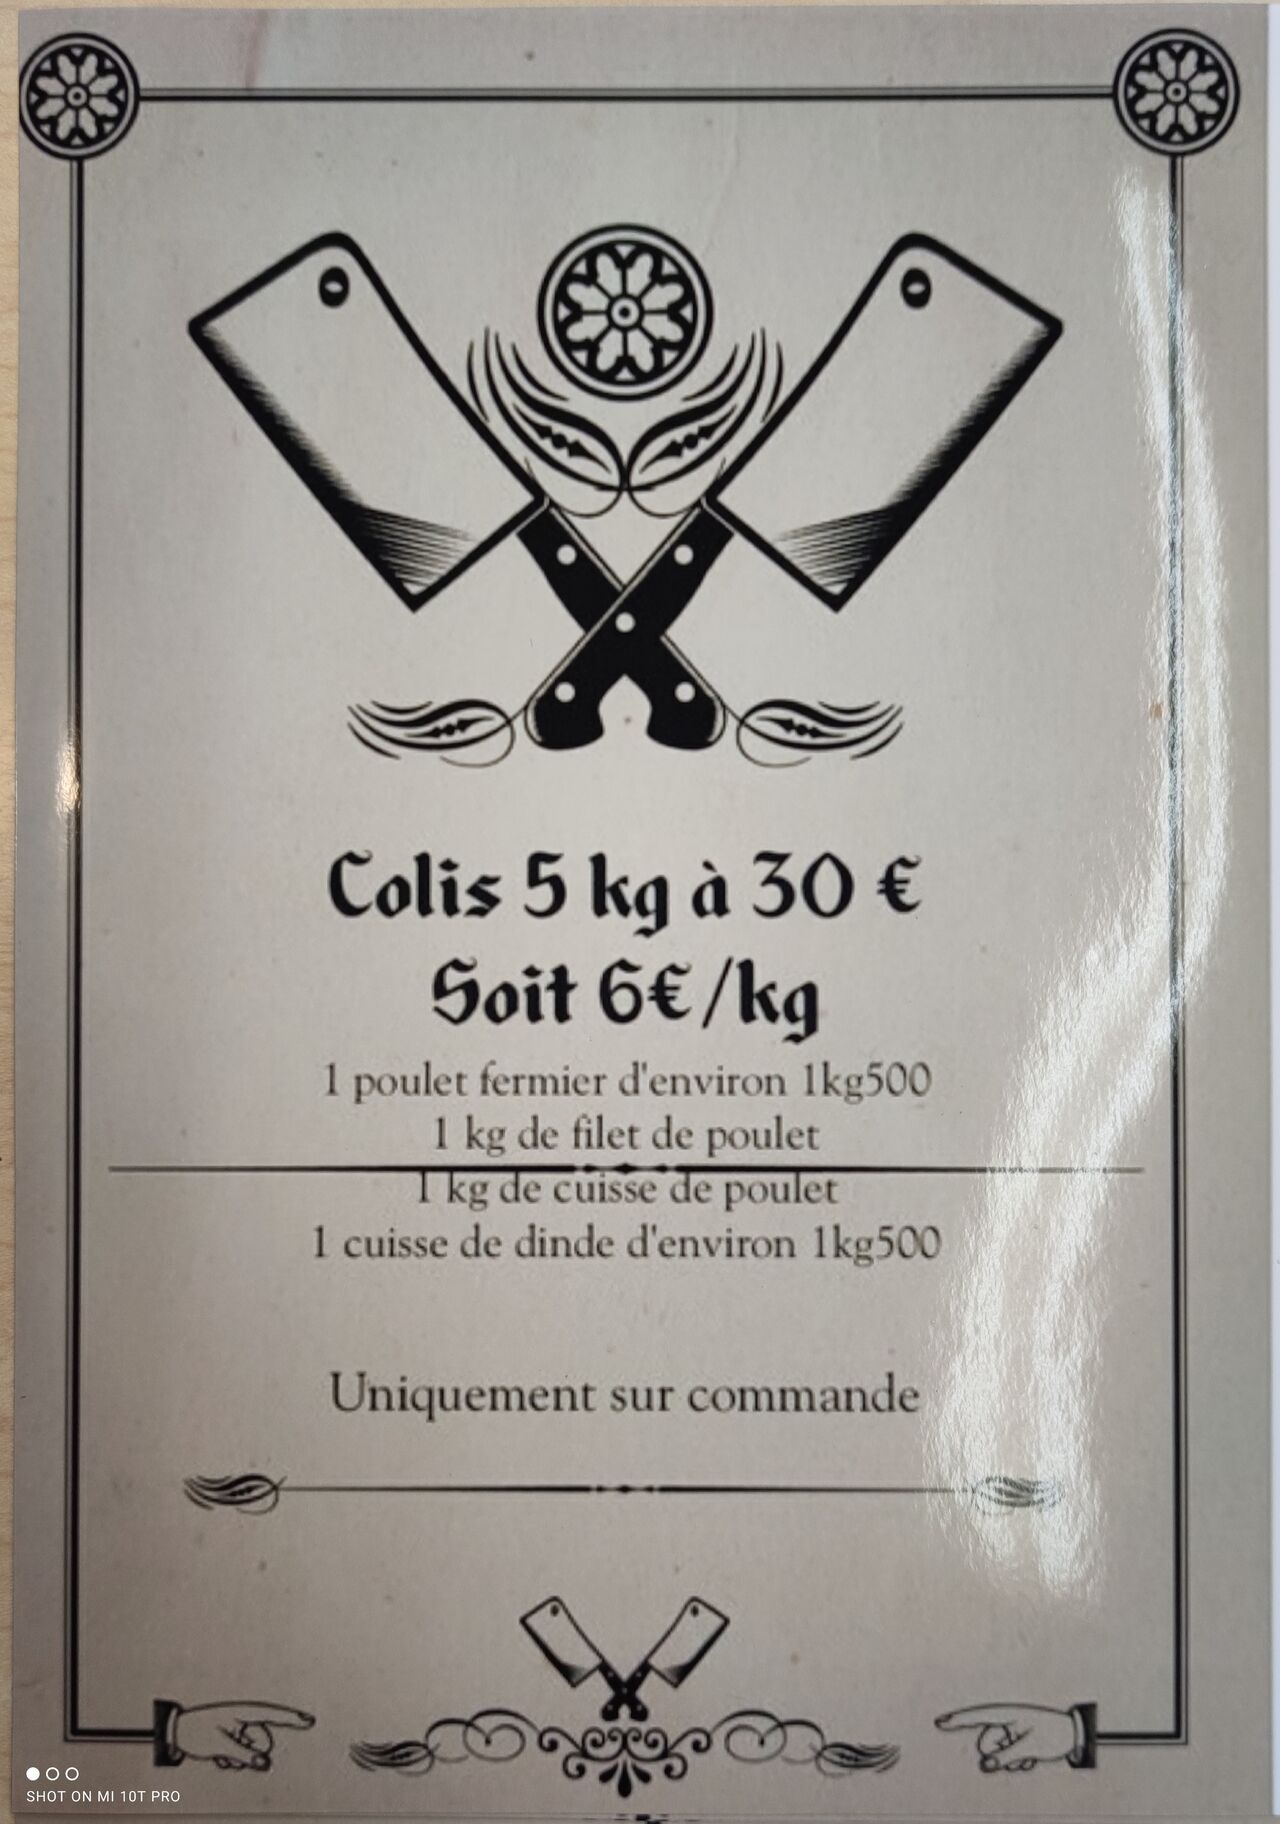 Colis 5 kg à 30 €
Soit 6€/kg
1 poulet fermier d'environ 1kg500
1 kg de filet de poulet
1 kg de cuisse de poulet
1 cuisse de dinde d'environ 1kg500
Uniquement sur commande
SHOT ON MI 10T PRO